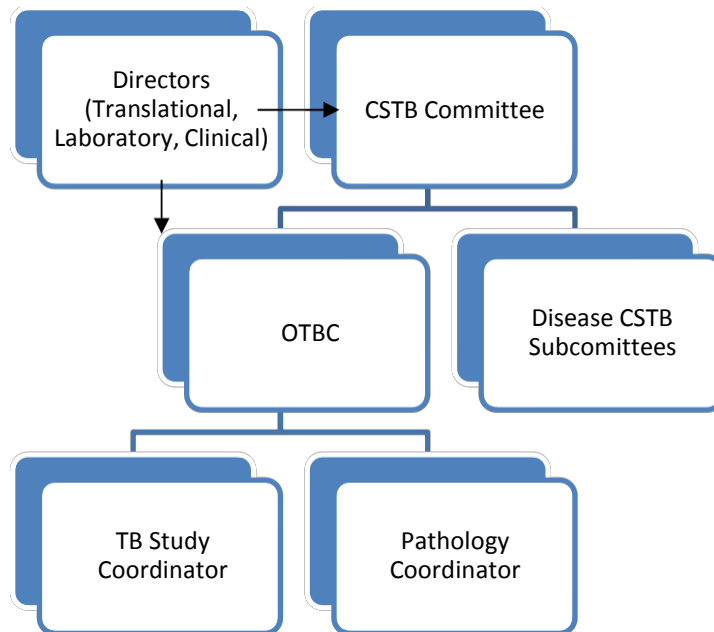 Directors
(Translational,
Laboratory, Clinical)
CSTB Committee
OTBC
Disease CSTB
Subcomittees
TB Study
Coordinator
Pathology
Coordinator